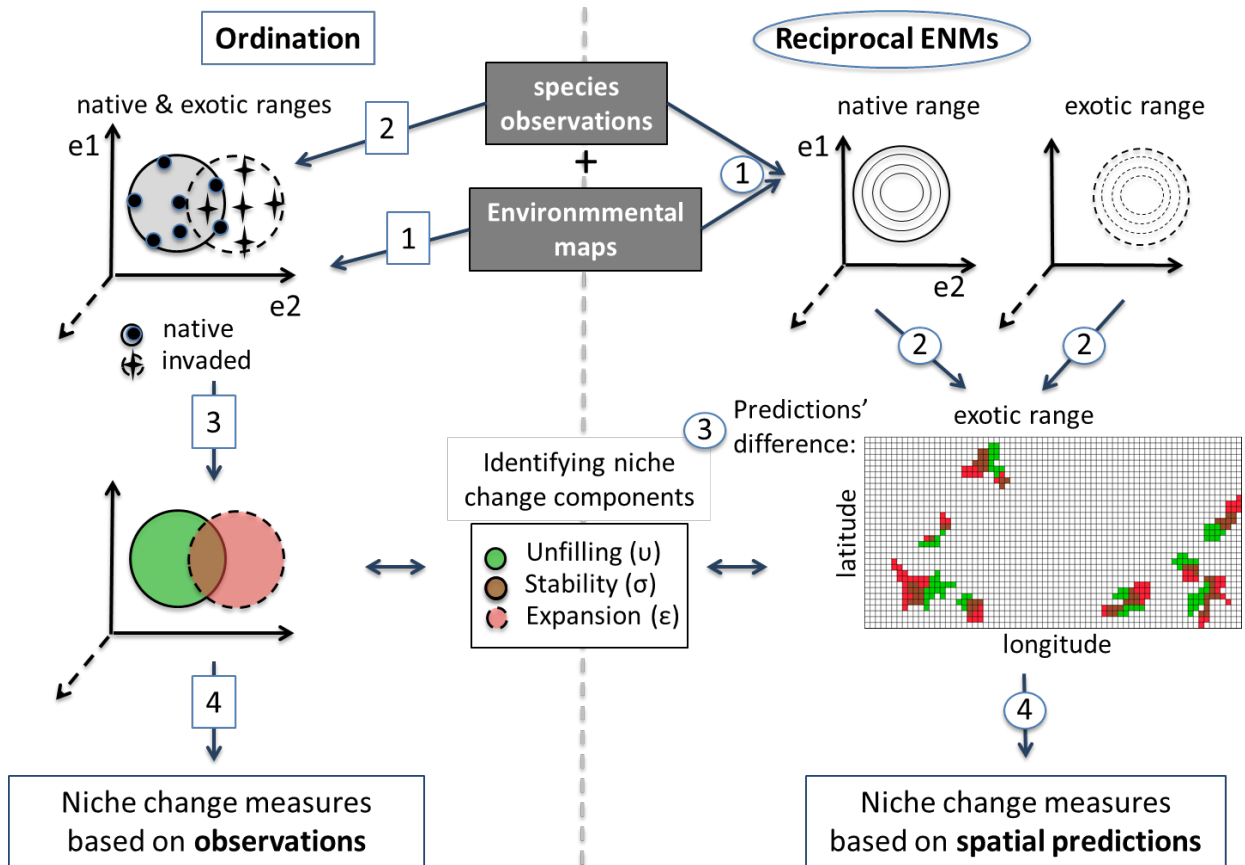 Ordination
native & exotic ranges
e1
e2
2
1
native
invaded
3
4
Niche change measures
based on observations
species
observations
+
Environmmental
maps
Identifying niche
change components
Unfilling (υ)
Stability (σ)
Expansion (ε)
Reciprocal ENMs
1
native range
exotic range
e1
e2
2
2
3
Predictions’
difference:
exotic range
latitude
longitude
4
Niche change measures
based on spatial predictions